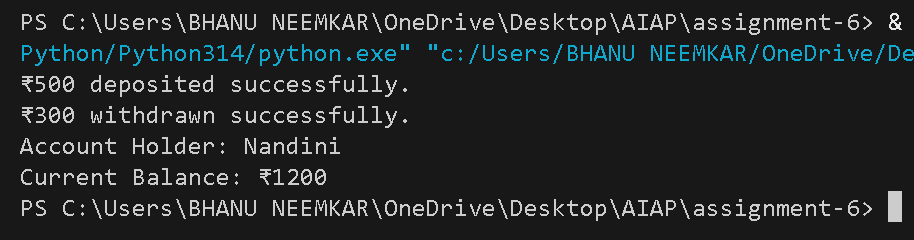 PS C:\Users\BHANU NEEMKAR\OneDrive\Desktop\AIAP\assignment-6> &
Python/Python314/python.exe" "c:/Users/BHANU NEEMKAR/OneDrive/De
₹500 deposited successfully.
₹300 withdrawn successfully.
Account Holder: Nandini
Current Balance: ₹1200
PS C:\Users\BHANU NEEMKAR\OneDrive\Desktop\AIAP\assignment-6>